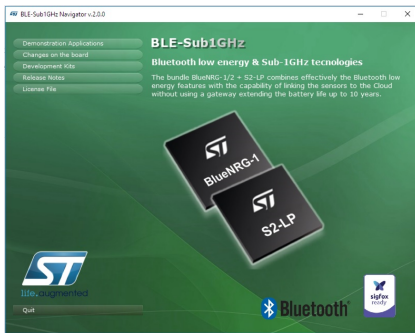 BLE-Sub1GHz Navigator v.2.0.0
Demonstration Applications
Changes on the board
Development Kits
Release Notes
License File
BLE-Sub1GHz
Bluetooth low energy & Sub-1GHz tecnologies
The bundle BlueNRG-1/2 + S2-LP combines effectively the Bluetooth low
energy features with the capability of linking the sensors to the Cloud
without using a gateway extending the battery life up to 10 years.
ST
BlueNRG-1
ST
S2-LP
ST
life.augmented
Quit
Bluetooth
sigfox
ready